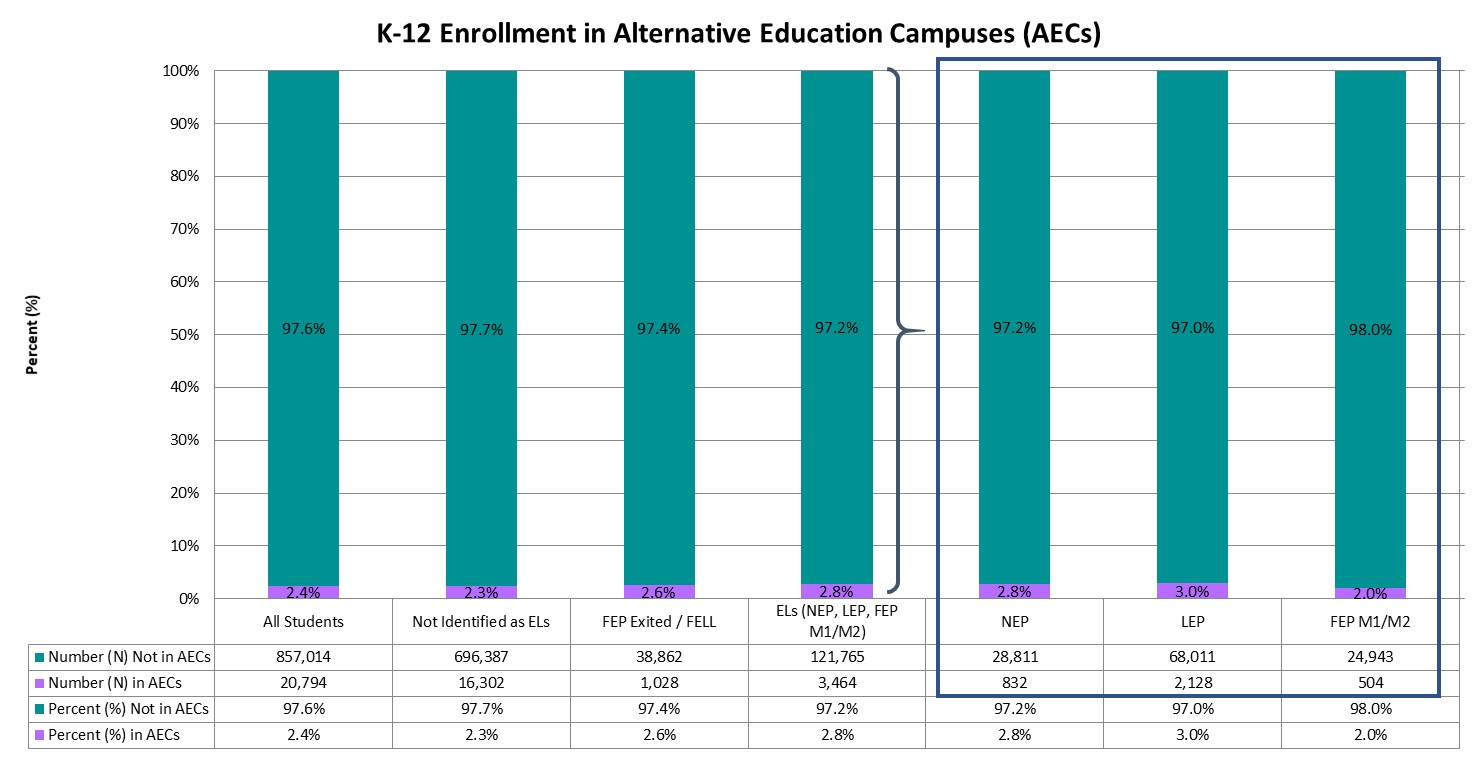 K-12 Enrollment in Alternative Education Campuses (AECs)
Percent (%)
100%
90%
80%
70%
60%
50%
40%
30%
20%
10%
0%
97.6% 97.7% 97.4% 97.2% 97.2% 97.0% 98.0%
2.4% 2.3% 2.6% 2.8% 2.8% 3.0% 2.0%
All Students Not Identified as ELs FEP Exited / FELL ELs (NEP, LEP, FEP NEP LEP FEP M1/M2
M1/M2)
Number (N) Not in AECs 857,014 696,387 38,862 121,765 28,811 68,011 24,943
Number (N) in AECs 20,794 16,302 1,028 3,464 832 2,128 504
Percent (%) Not in AECs 97.6% 97.7% 97.4% 97.2% 97.2% 97.0% 98.0%
Percent (%) in AECs 2.4% 2.3% 2.6% 2.8% 2.8% 3.0% 2.0%